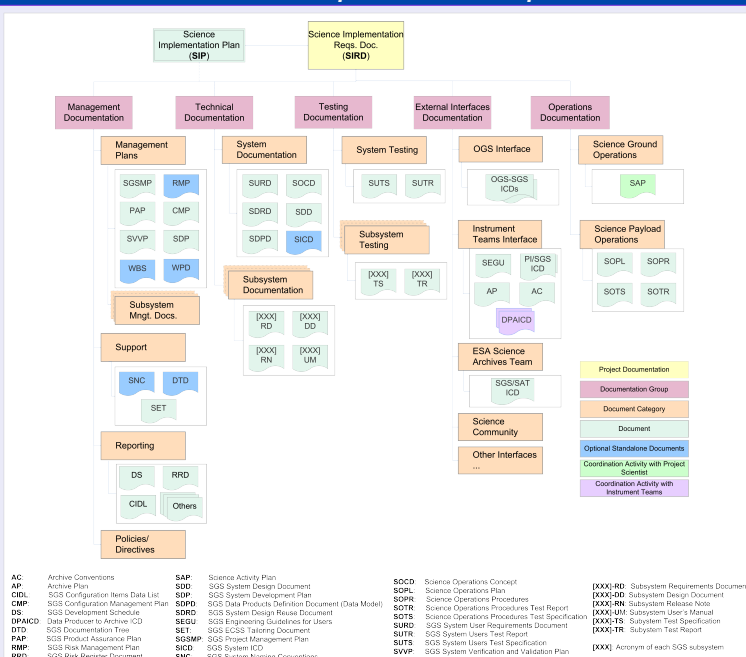 Science
Implementation Plan
(SIP)
Science Implementation
Reqs. Doc.
(SIRD)
Management
Documentation
Technical
Documentation
Testing
Documentation
External Interfaces
Documentation
Operations
Documentation
Management
Plans
SGSMP
RMP
PAP
CMP
SVVP
SDP
WBS
WPD
Subsystem
Mngt. Docs.
Support
SNC
DTD
SET
Reporting
DS
RRD
CIDL
Others
Policies/
Directives
System
Documentation
SURD
SOCD
SDRD
SDD
SDPD
SICD
Subsystem
Documentation
[XXX]
RD
[XXX]
DD
[XXX]
RN
[XXX]
UM
System Testing
SUTS
SUTR
Subsystem
Testing
[XXX]
TS
[XXX]
TR
OGS Interface
OGS-SGS
ICDs
Instrument
Teams Interface
SEGU
PI/SGS
ICD
AP
AC
DPAICD
ESA Science
Archives Team
SGS/SAT
ICD
Science
Community
Other Interfaces
...
Science Ground
Operations
SAP
Science Payload
Operations
SOPL
SOPR
SOTS
SOTR
Project Documentation
Documentation Group
Document Category
Document
Optional Standalone Documents
Coordination Activity with Project
Scientist
Coordination Activity with
Instrument Teams
AC: Archive Conventions
AP: Archive Plan
CIDL: SGS Configuration Items Data List
CMP: SGS Configuration Management Plan
DS: SGS Development Schedule
DPAICD: Data Producer to Archive ICD
DTD SGS Documentation Tree
PAP SGS Product Assurance Plan
RMP: SGS Risk Management Plan
RRD SGS Risk Register Document
SAP: Science Activity Plan
SDD: SGS System Design Document
SDP: SGS System Development Plan
SDPD: SGS Data Products Definition Document (Data Model)
SDRD SGS System Design Reuse Document
SEGU SGS Engineering Guidelines for Users
SET: SGS ECSS Tailoring Document
SGSMP: SGS Project Management Plan
SICD SGS System ICD
SNC: SGS System Naming Conventions
SOCD: Science Operations Concept
SOPL: Science Operations Plan
SOPR: Science Operations Procedures
SOTR: Science Operations Procedures Test Report
SOTS: Science Operations Procedures Test Specification
SURD: SGS System User Requirements Document
SUTR: SGS System Users Test Report
SUTS SGS System Users Test Specification
SVVP: SGS System Verification and Validation Plan
[XXX]-RD: Subsystem Requirements Documen
[XXX]-DD Subsystem Design Document
[XXX]-RN: Subsystem Release Note
[XXX]-UM: Subsystem User's Manual
[XXX]-TS: Subsystem Test Specification
[XXX]-TR: Subystem Test Report
[XXX]: Acronym of each SGS subsystem